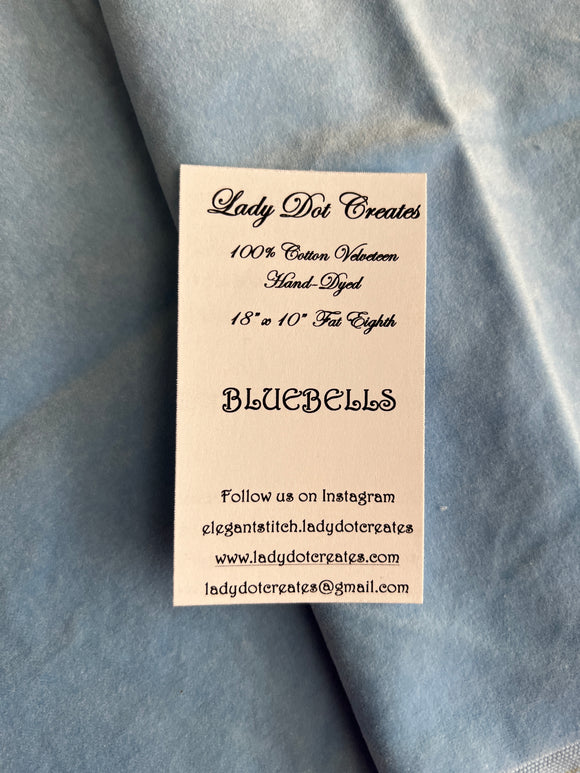 Lady Dot Creates
100% Cotton Velveteen
Hand-Dyed
18" x 10" Fat Eighth
BLUEBELLS
Follow us on Instagram
elegantstitch.ladydotcreates
www.ladydotcreates.com
ladydotcreates@gmail.com